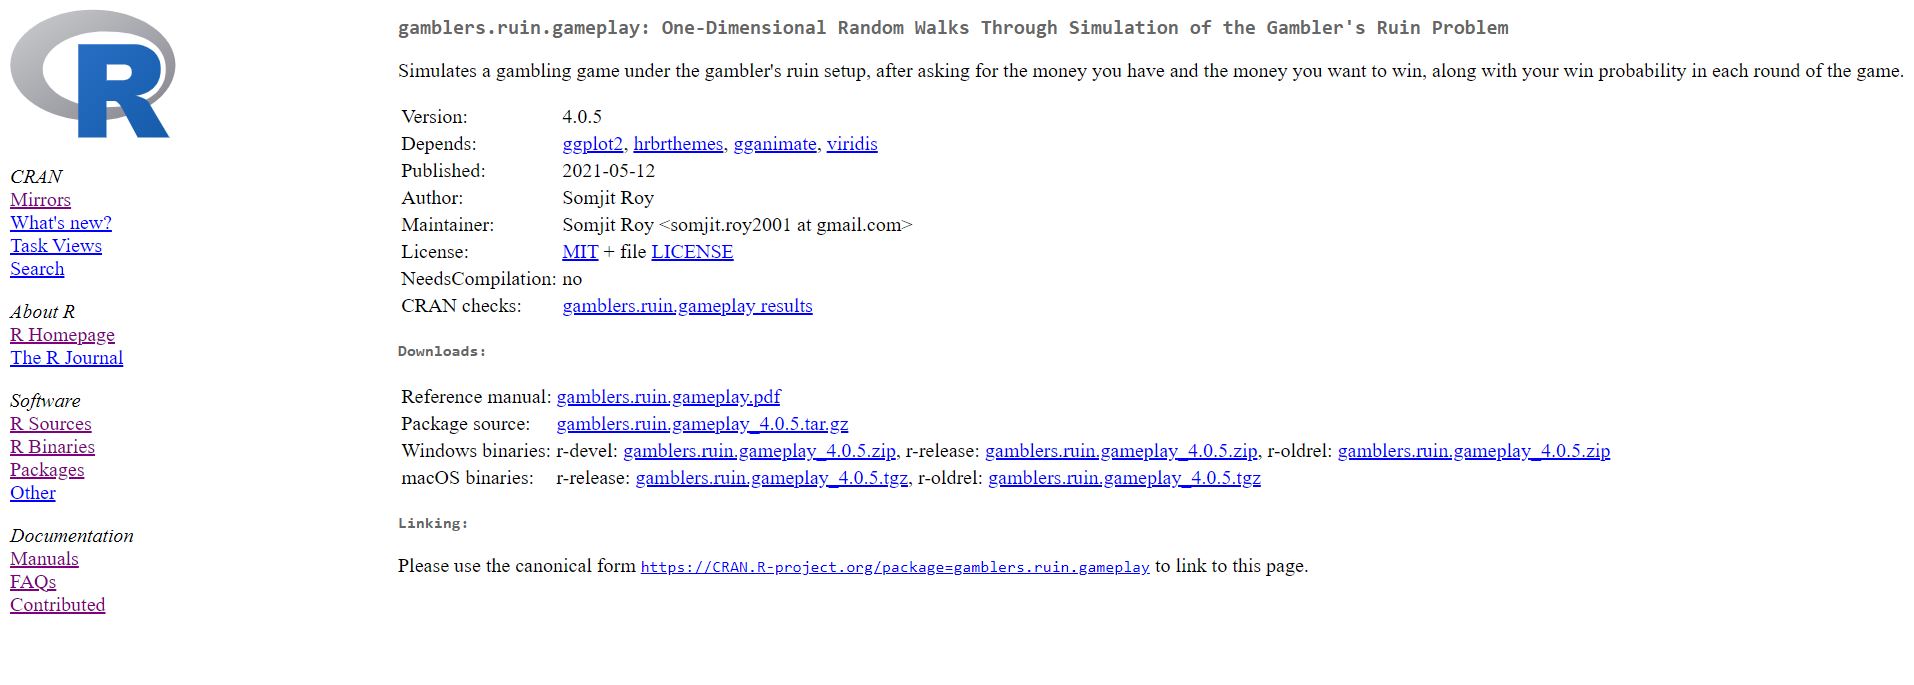 R
CRAN
Mirrors
What's new?
Task Views
Search
About R
R Homepage
The R Journal
Software
R Sources
R Binaries
Packages
Other
Documentation
Manuals
FAQs
Contributed
gamblers.ruin.gameplay: One-Dimensional Random Walks Through Simulation of the Gambler's Ruin Problem
Simulates a gambling game under the gambler's ruin setup, after asking for the money you have and the money you want to win, along with your win probability in each round of the game.
Version: 4.0.5
Depends: ggplot2, hrbrthemes, gganimate, viridis
Published: 2021-05-12
Author: Somjit Roy
Maintainer: Somjit Roy <somjit.roy2001 at gmail.com>
License: MIT + file LICENSE
NeedsCompilation: no
CRAN checks: gamblers.ruin.gameplay results
Downloads:
Reference manual: gamblers.ruin.gameplay.pdf
Package source: gamblers.ruin.gameplay_4.0.5.tar.gz
Windows binaries: r-devel: gamblers.ruin.gameplay_4.0.5.zip, r-release: gamblers.ruin.gameplay_4.0.5.zip, r-oldrel: gamblers.ruin.gameplay_4.0.5.zip
macOS binaries: r-release: gamblers.ruin.gameplay_4.0.5.tgz, r-oldrel: gamblers.ruin.gameplay_4.0.5.tgz
Linking:
Please use the canonical form https://CRAN.R-project.org/package=gamblers.ruin.gameplay to link to this page.